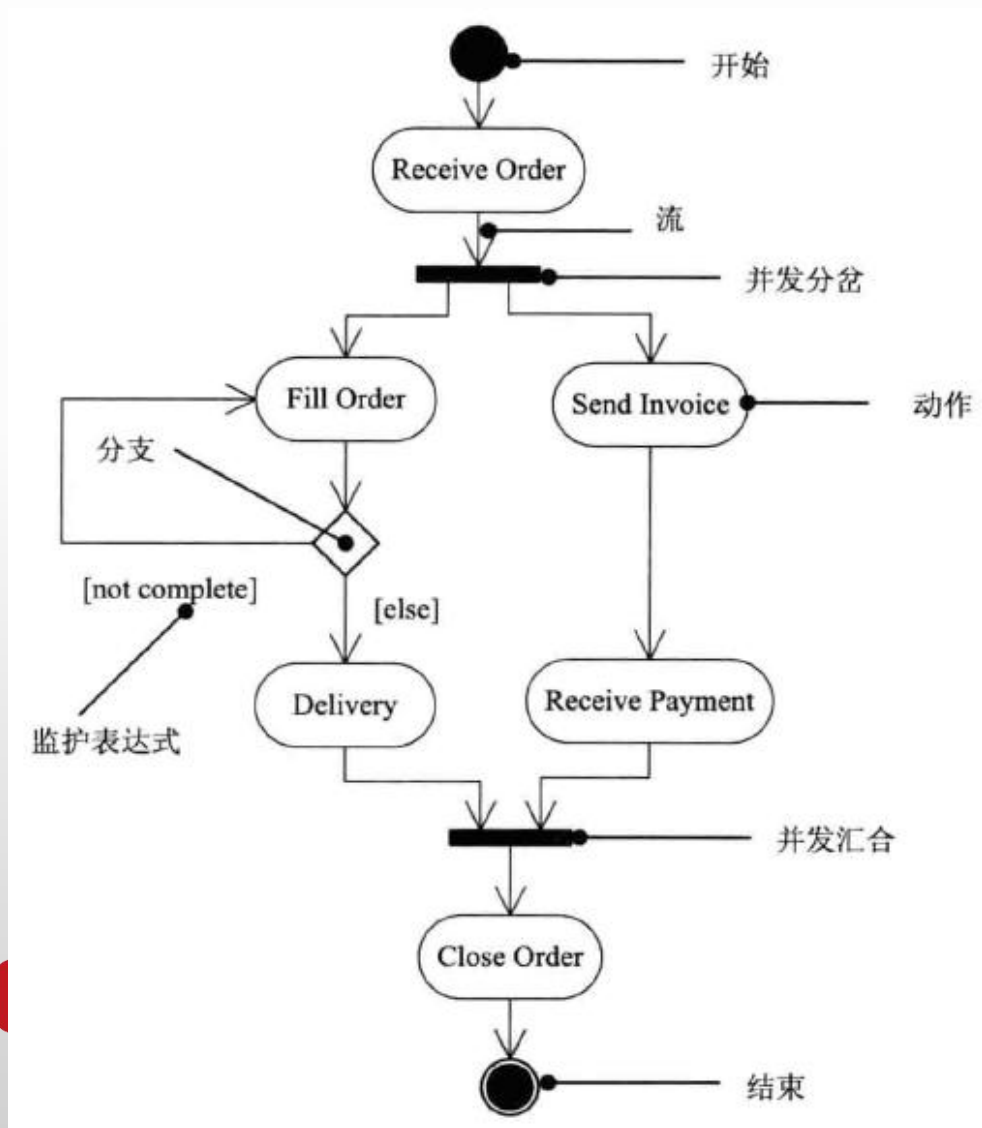 开始
Receive Order
流
并发分岔
Fill Order
Send Invoice
动作
分支
[not complete]
[else]
Delivery
Receive Payment
监护表达式
并发汇合
Close Order
结束